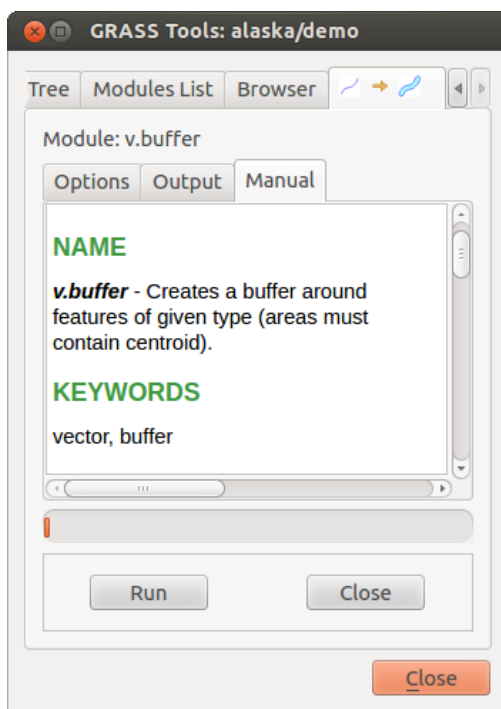 GRASS Tools: alaska/demo
Tree Modules List Browser
Module: v.buffer
Options Output Manual
NAME
v.buffer - Creates a buffer around
features of given type (areas must
contain centroid).
KEYWORDS
vector, buffer
Run Close
Close